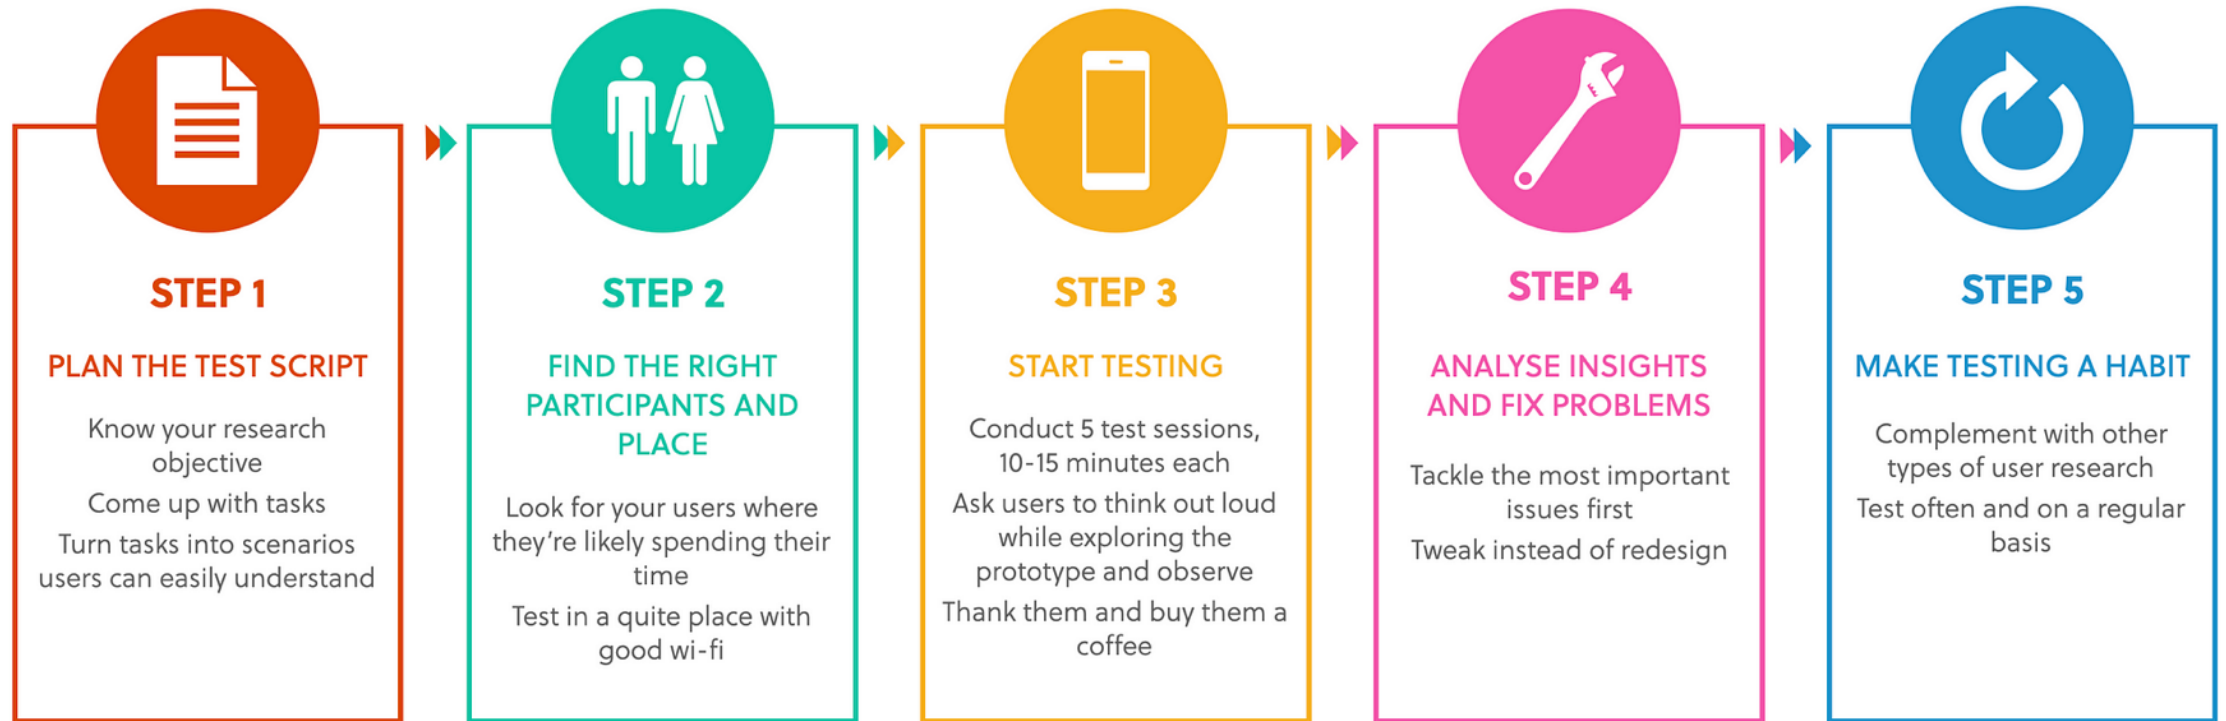 STEP 1
PLAN THE TEST SCRIPT
Know your research
objective
Come up with tasks
Turn tasks into scenarios
users can easily understand
STEP 2
FIND THE RIGHT
PARTICIPANTS AND
PLACE
Look for your users where
they're likely spending their
time
Test in a quite place with
good wi-fi
STEP 3
START TESTING
Conduct 5 test sessions,
10-15 minutes each
Ask users to think out loud
while exploring the
prototype and observe
Thank them and buy them a
coffee
STEP 4
ANALYSE INSIGHTS
AND FIX PROBLEMS
Tackle the most important
issues first
Tweak instead of redesign
STEP 5
MAKE TESTING A HABIT
Complement with other
types of user research
Test often and on a regular
basis